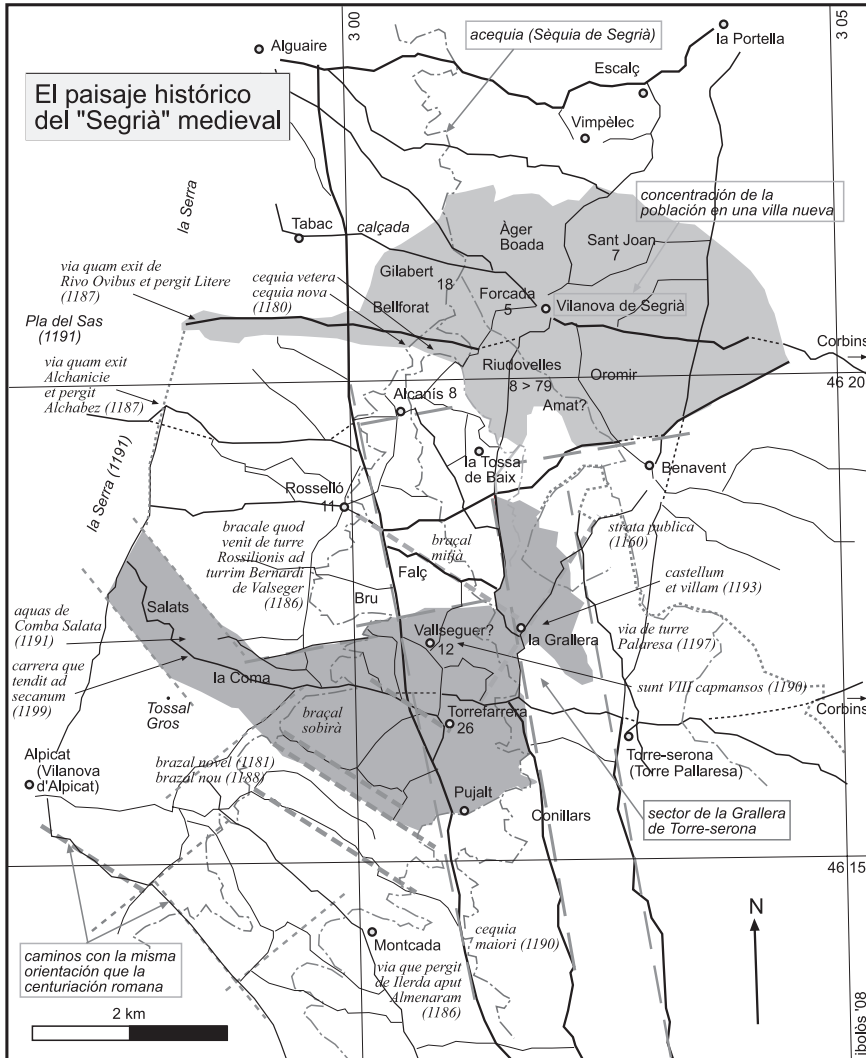 3 00
3 05
Alguaire
acequia (Sèquia de Segrià)
la Portella
Escalç
El paisaje histórico
del "Segrià" medieval
Vimpèlec
la Serra
concentración de la
población en una villa nueva
Tabac
calçada
Àger
Boada
Sant Joan
7
via quam exit de
Rivo Ovibus et pergit Litere
(1187)
cequia vetera
cequia nova
(1180)
Gilabert
18
Bellforat
Forcada
5
Vilanova de Segrià
Pla del Sas
(1191)
Corbins
via quam exit
Alchanicie
et pergit
Alchabez (1187)
Riudovelles
8 > 79
Oromir
46 20
Alcanís 8
Amat?
la Serra (1191)
la Tossa
de Baix
Benavent
Rosselló
11
bracale quod
venit de turre
Rossilionis ad
turrim Bernardi
de Valseger
(1186)
braçal
mitjà
strata publica
(1160)
Falç
Bru
castellum
et villam (1193)
Salats
aquas de
Comba Salata
(1191)
Vallseguer?
12
la Grallera
via de turre
Palaresa (1197)
carrera que
tendit ad
secanum
(1199)
la Coma
sunt VIII capmansos (1190)
Tossal
Gros
braçal
sobirà
Torrefarrera
26
Corbins
Alpicat
(Vilanova
d'Alpicat)
brazal novel (1181)
brazal nou (1188)
Torre-serona
(Torre Pallaresa)
Pujalt
Conillars
sector de la Grallera
de Torre-serona
46 15
N
caminos con la misma
orientación que la
centuriación romana
Montcada
cequia
maiori (1190)
via que pergit
de Ilerda aput
Almenaram
(1186)
2 km
bolòs '08